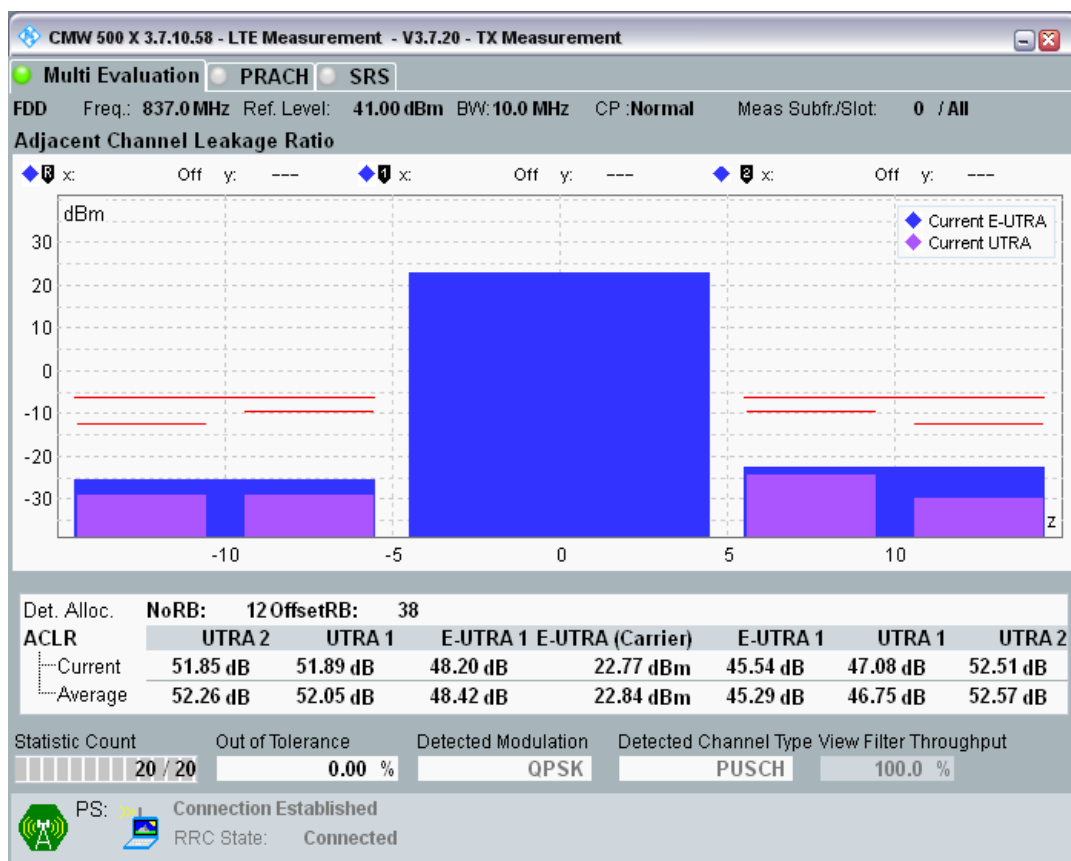 CMW 500 X 3.7.10.58 - LTE Measurement - V3.7.20 - TX Measurement
Multi Evaluation PRACH SRS
FDD Freq.: 837.0 MHz Ref. Level: 41.00 dBm BW: 10.0 MHz CP :Normal Meas Subfr./Slot: 0 / All
Adjacent Channel Leakage Ratio
R x: Off y: --- 1 x: Off y: --- 2 x: Off y: ---
dBm
Current E-UTRA
Current UTRA
30
20
10
0
-10
-20
-30
z
-10 -5 0 5 10
Det. Alloc. NoRB: 12 OffsetRB: 38
ACLR UTRA 2 UTRA 1 E-UTRA 1 E-UTRA (Carrier) E-UTRA 1 UTRA 1 UTRA 2
Current 51.85 dB 51.89 dB 48.20 dB 22.77 dBm 45.54 dB 47.08 dB 52.51 dB
Average 52.26 dB 52.05 dB 48.42 dB 22.84 dBm 45.29 dB 46.75 dB 52.57 dB
Statistic Count Out of Tolerance Detected Modulation Detected Channel Type View Filter Throughput
20 / 20 0.00 % QPSK PUSCH 100.0 %
PS: Connection Established
RRC State: Connected